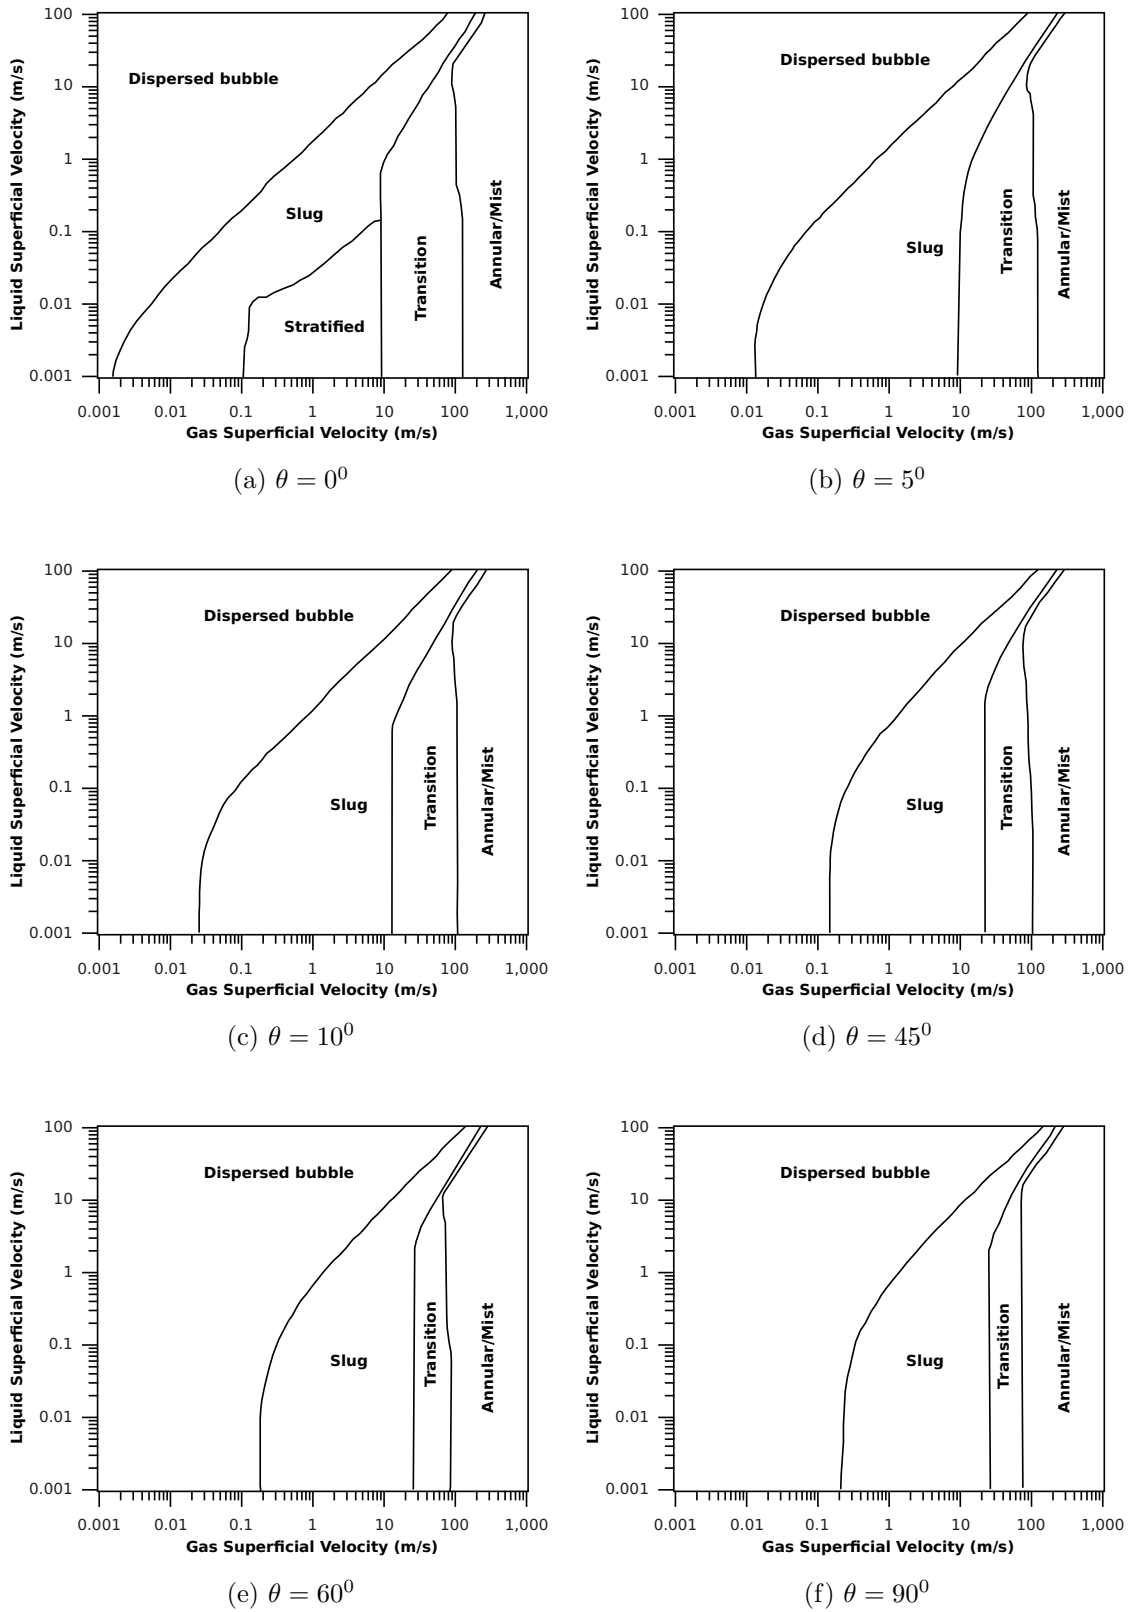 100
10
1
0.1
0.01
0.001
Liquid Superficial Velocity (m/s)
Dispersed bubble
Slug
Stratified
Transition
Annular/Mist
0.001 0.01 0.1 1 10 100 1,000
Gas Superficial Velocity (m/s)
(a) θ = 0⁰
100
10
1
0.1
0.01
0.001
Liquid Superficial Velocity (m/s)
Dispersed bubble
Slug
Transition
Annular/Mist
0.001 0.01 0.1 1 10 100 1,000
Gas Superficial Velocity (m/s)
(b) θ = 5⁰
100
10
1
0.1
0.01
0.001
Liquid Superficial Velocity (m/s)
Dispersed bubble
Slug
Transition
Annular/Mist
0.001 0.01 0.1 1 10 100 1,000
Gas Superficial Velocity (m/s)
(c) θ = 10⁰
100
10
1
0.1
0.01
0.001
Liquid Superficial Velocity (m/s)
Dispersed bubble
Slug
Transition
Annular/Mist
0.001 0.01 0.1 1 10 100 1,000
Gas Superficial Velocity (m/s)
(d) θ = 45⁰
100
10
1
0.1
0.01
0.001
Liquid Superficial Velocity (m/s)
Dispersed bubble
Slug
Transition
Annular/Mist
0.001 0.01 0.1 1 10 100 1,000
Gas Superficial Velocity (m/s)
(e) θ = 60⁰
100
10
1
0.1
0.01
0.001
Liquid Superficial Velocity (m/s)
Dispersed bubble
Slug
Transition
Annular/Mist
0.001 0.01 0.1 1 10 100 1,000
Gas Superficial Velocity (m/s)
(f) θ = 90⁰